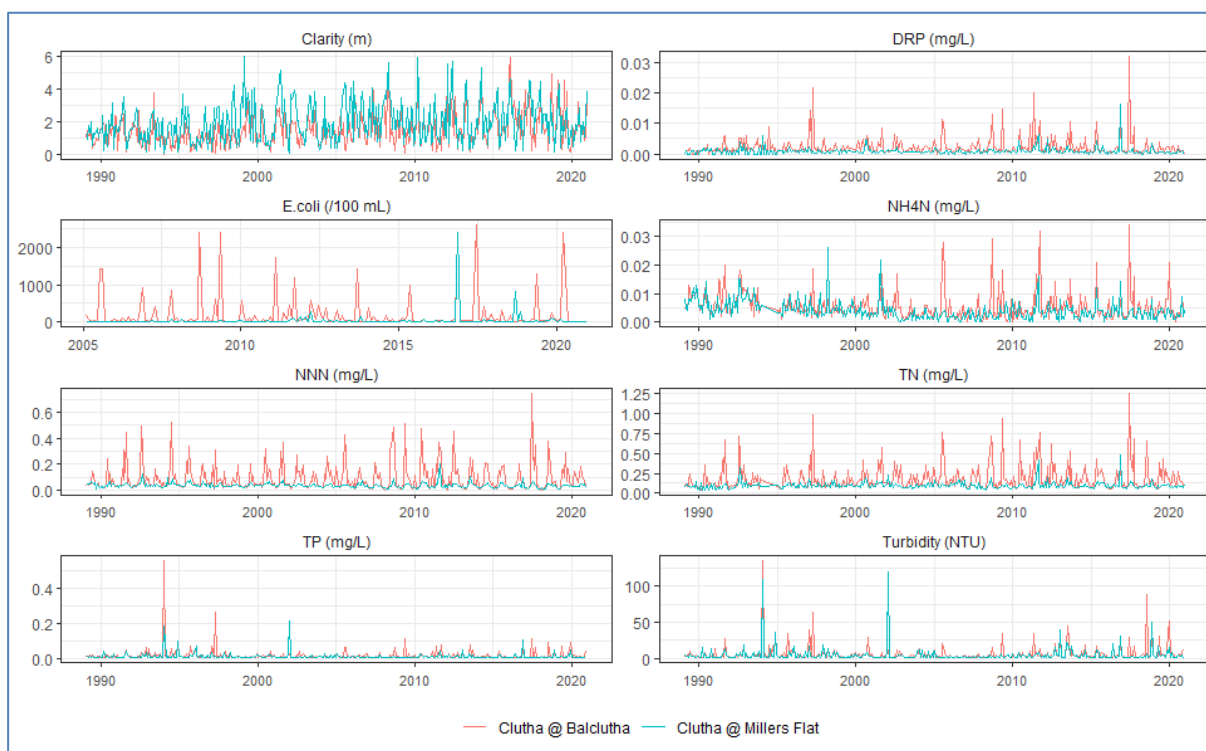 Clarity (m)
6
4
2
0
1990 2000 2010 2020
DRP (mg/L)
0.03
0.02
0.01
0.00
1990 2000 2010 2020
E.coli (/100 mL)
2000
1000
0
2005 2010 2015 2020
NH4N (mg/L)
0.03
0.02
0.01
0.00
1990 2000 2010 2020
NNN (mg/L)
0.6
0.4
0.2
0.0
1990 2000 2010 2020
TN (mg/L)
1.25
1.00
0.75
0.50
0.25
0.00
1990 2000 2010 2020
TP (mg/L)
0.4
0.2
0.0
1990 2000 2010 2020
Turbidity (NTU)
100
50
0
1990 2000 2010 2020
Clutha @ Balclutha Clutha @ Millers Flat